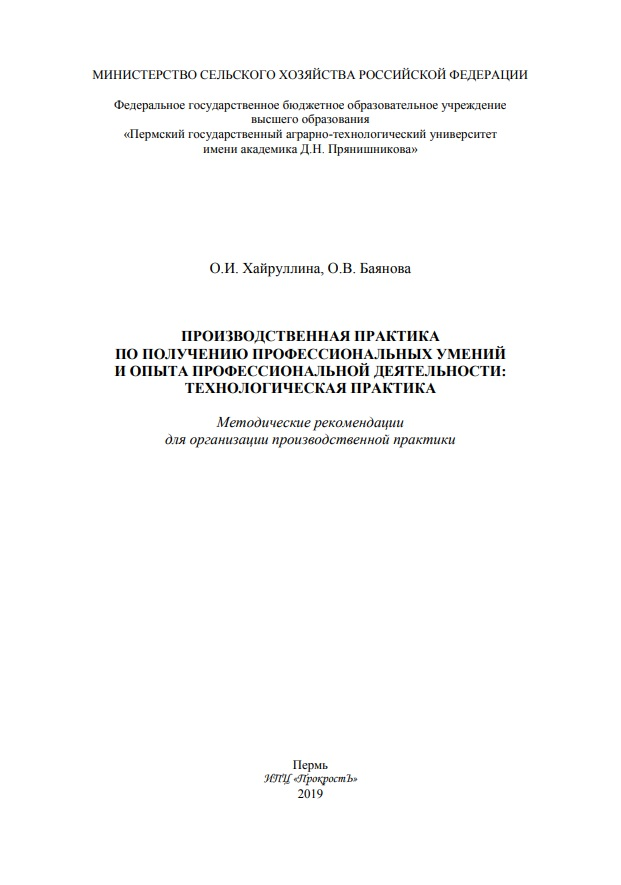 МИНИСТЕРСТВО СЕЛЬСКОГО ХОЗЯЙСТВА РОССИЙСКОЙ ФЕДЕРАЦИИ
Федеральное государственное бюджетное образовательное учреждение
высшего образования
«Пермский государственный аграрно-технологический университет
имени академика Д.Н. Прянишникова»
О.И. Хайруллина, О.В. Баянова
ПРОИЗВОДСТВЕННАЯ ПРАКТИКА
ПО ПОЛУЧЕНИЮ ПРОФЕССИОНАЛЬНЫХ УМЕНИЙ
И ОПЫТА ПРОФЕССИОНАЛЬНОЙ ДЕЯТЕЛЬНОСТИ:
ТЕХНОЛОГИЧЕСКАЯ ПРАКТИКА
Методические рекомендации
для организации производственной практики
Пермь
ИПЦ «ПрокростЪ»
2019